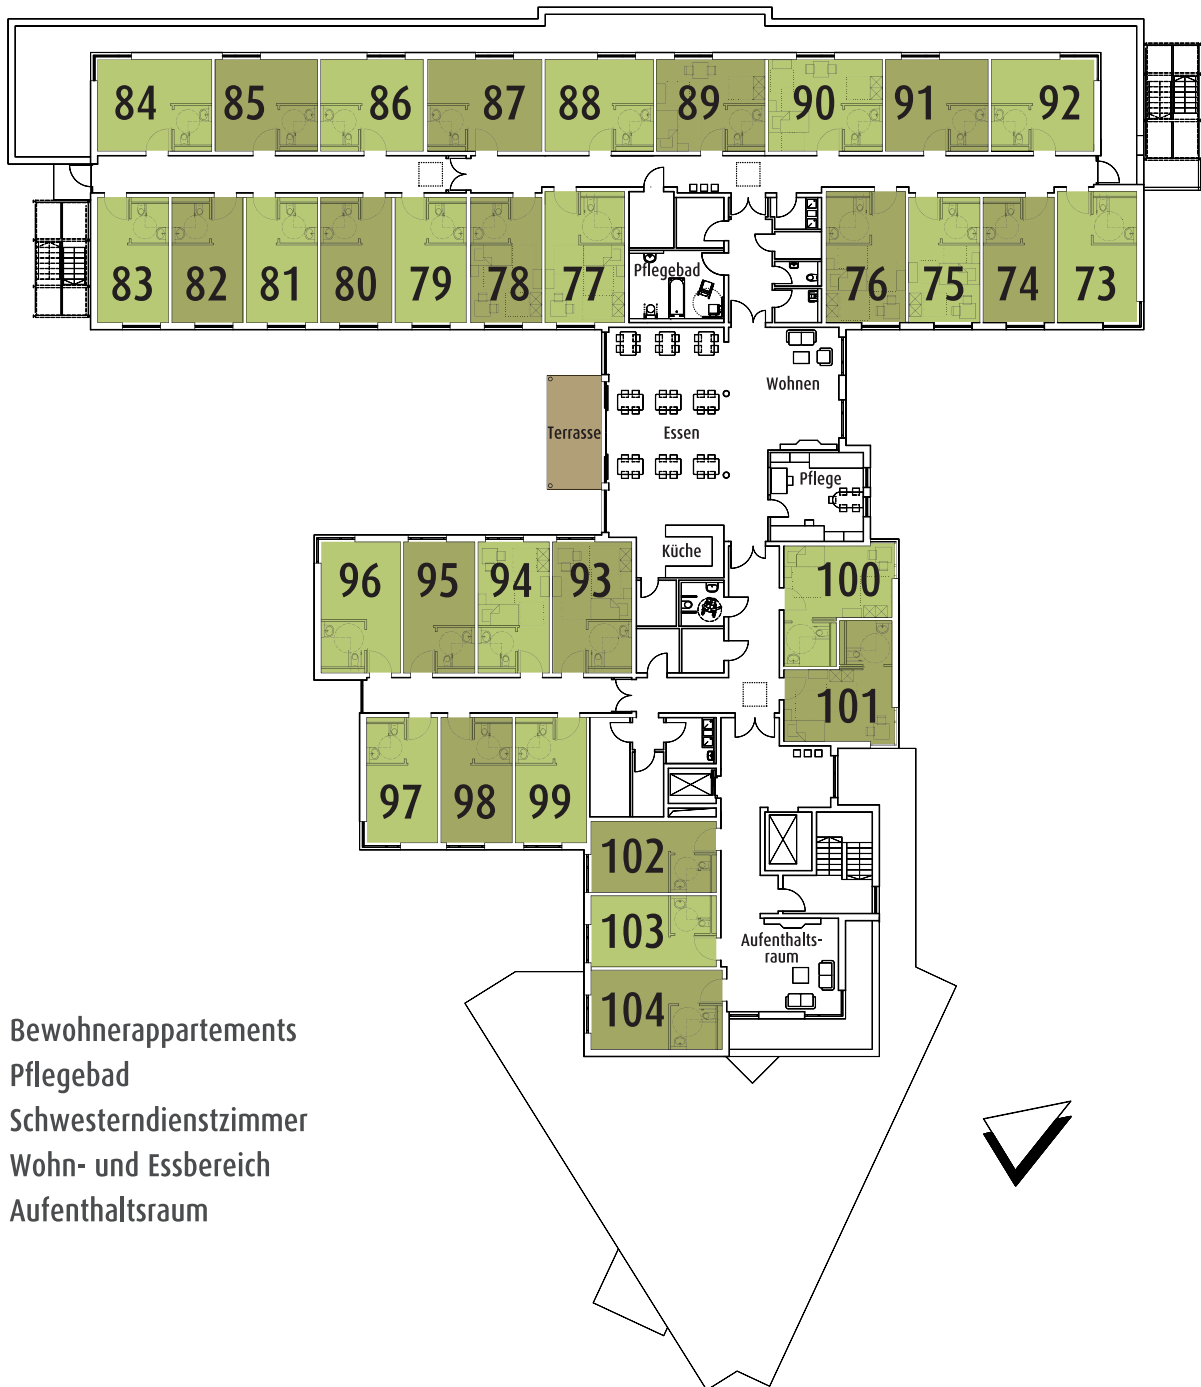 84 85 86 87 88 89 90 91 92
83 82 81 80 79 78 77 Pflegebad 76 75 74 73
Wohnen
Terrasse Essen
Pflege
Küche
96 95 94 93 100
101
97 98 99
102
103
Aufenthalts-
raum
104
Bewohnerappartements
Pflegebad
Schwesterndienstzimmer
Wohn- und Essbereich
Aufenthaltsraum